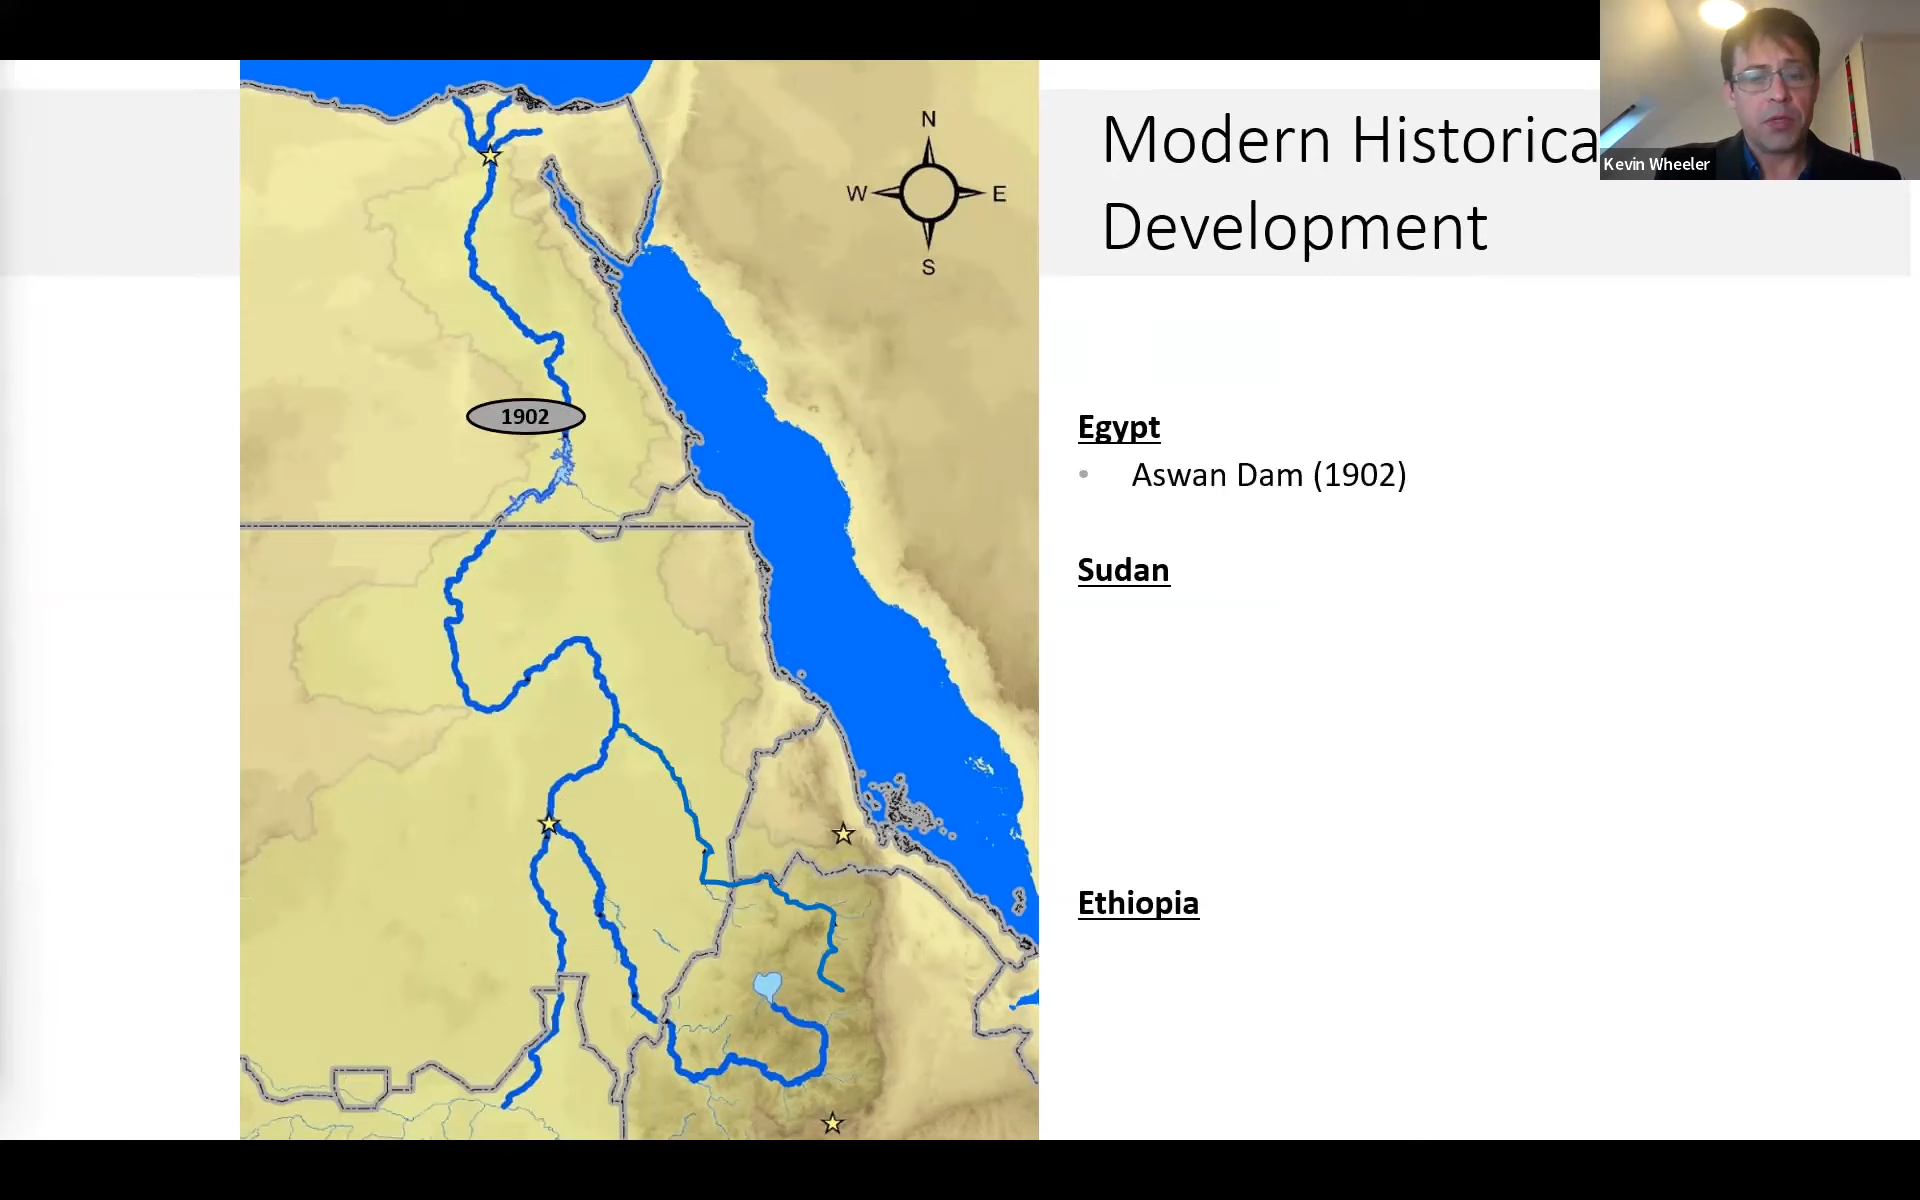 Modern Historica
Development
Kevin Wheeler
N
W
E
S
1902
Egypt
• Aswan Dam (1902)
Sudan
Ethiopia